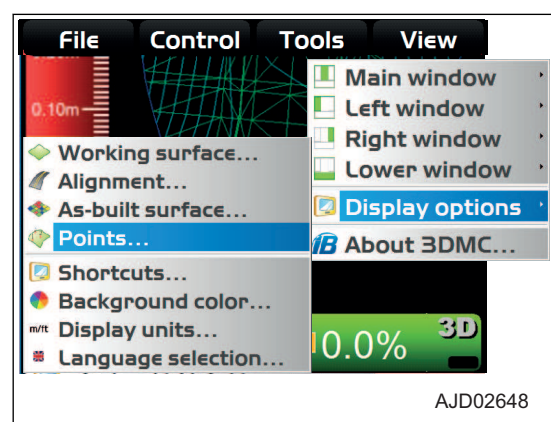 File Control Tools View
0.10m
Main window
Left window
Right window
Lower window
Display options
iB About 3DMC...
Working surface...
Alignment...
As-built surface...
Points...
Shortcuts...
Background color...
m/ft Display units...
Language selection...
0.0% 3D
AJD02648